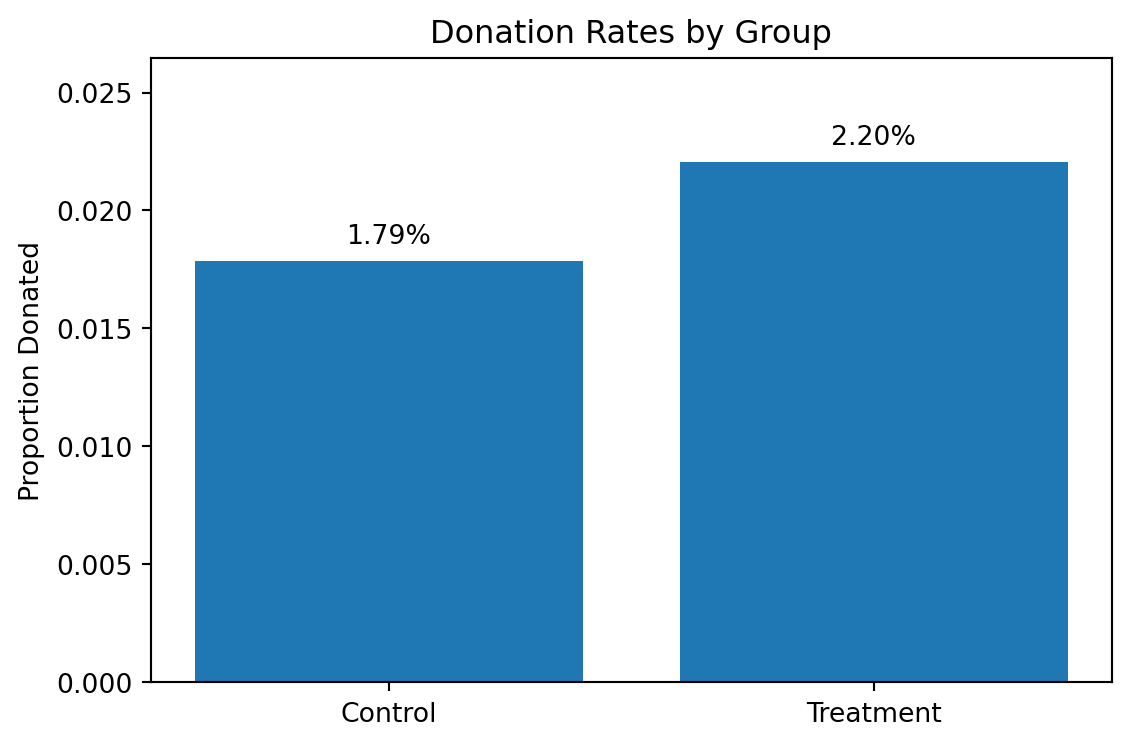 Donation Rates by Group
Proportion Donated
0.025
0.020
0.015
0.010
0.005
0.000
1.79%
2.20%
Control
Treatment